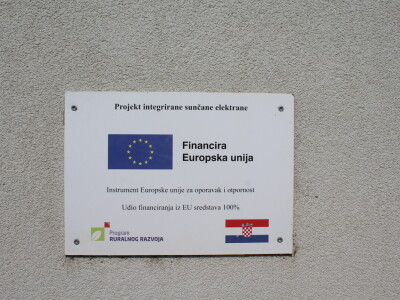 Projekt integrirane sunčane elektrane
Financira
Europska unija
Instrument Europske unije za oporavak i otpornost
Udio financiranja iz EU sredstava 100%
Program
RURALNOG RAZVOJA